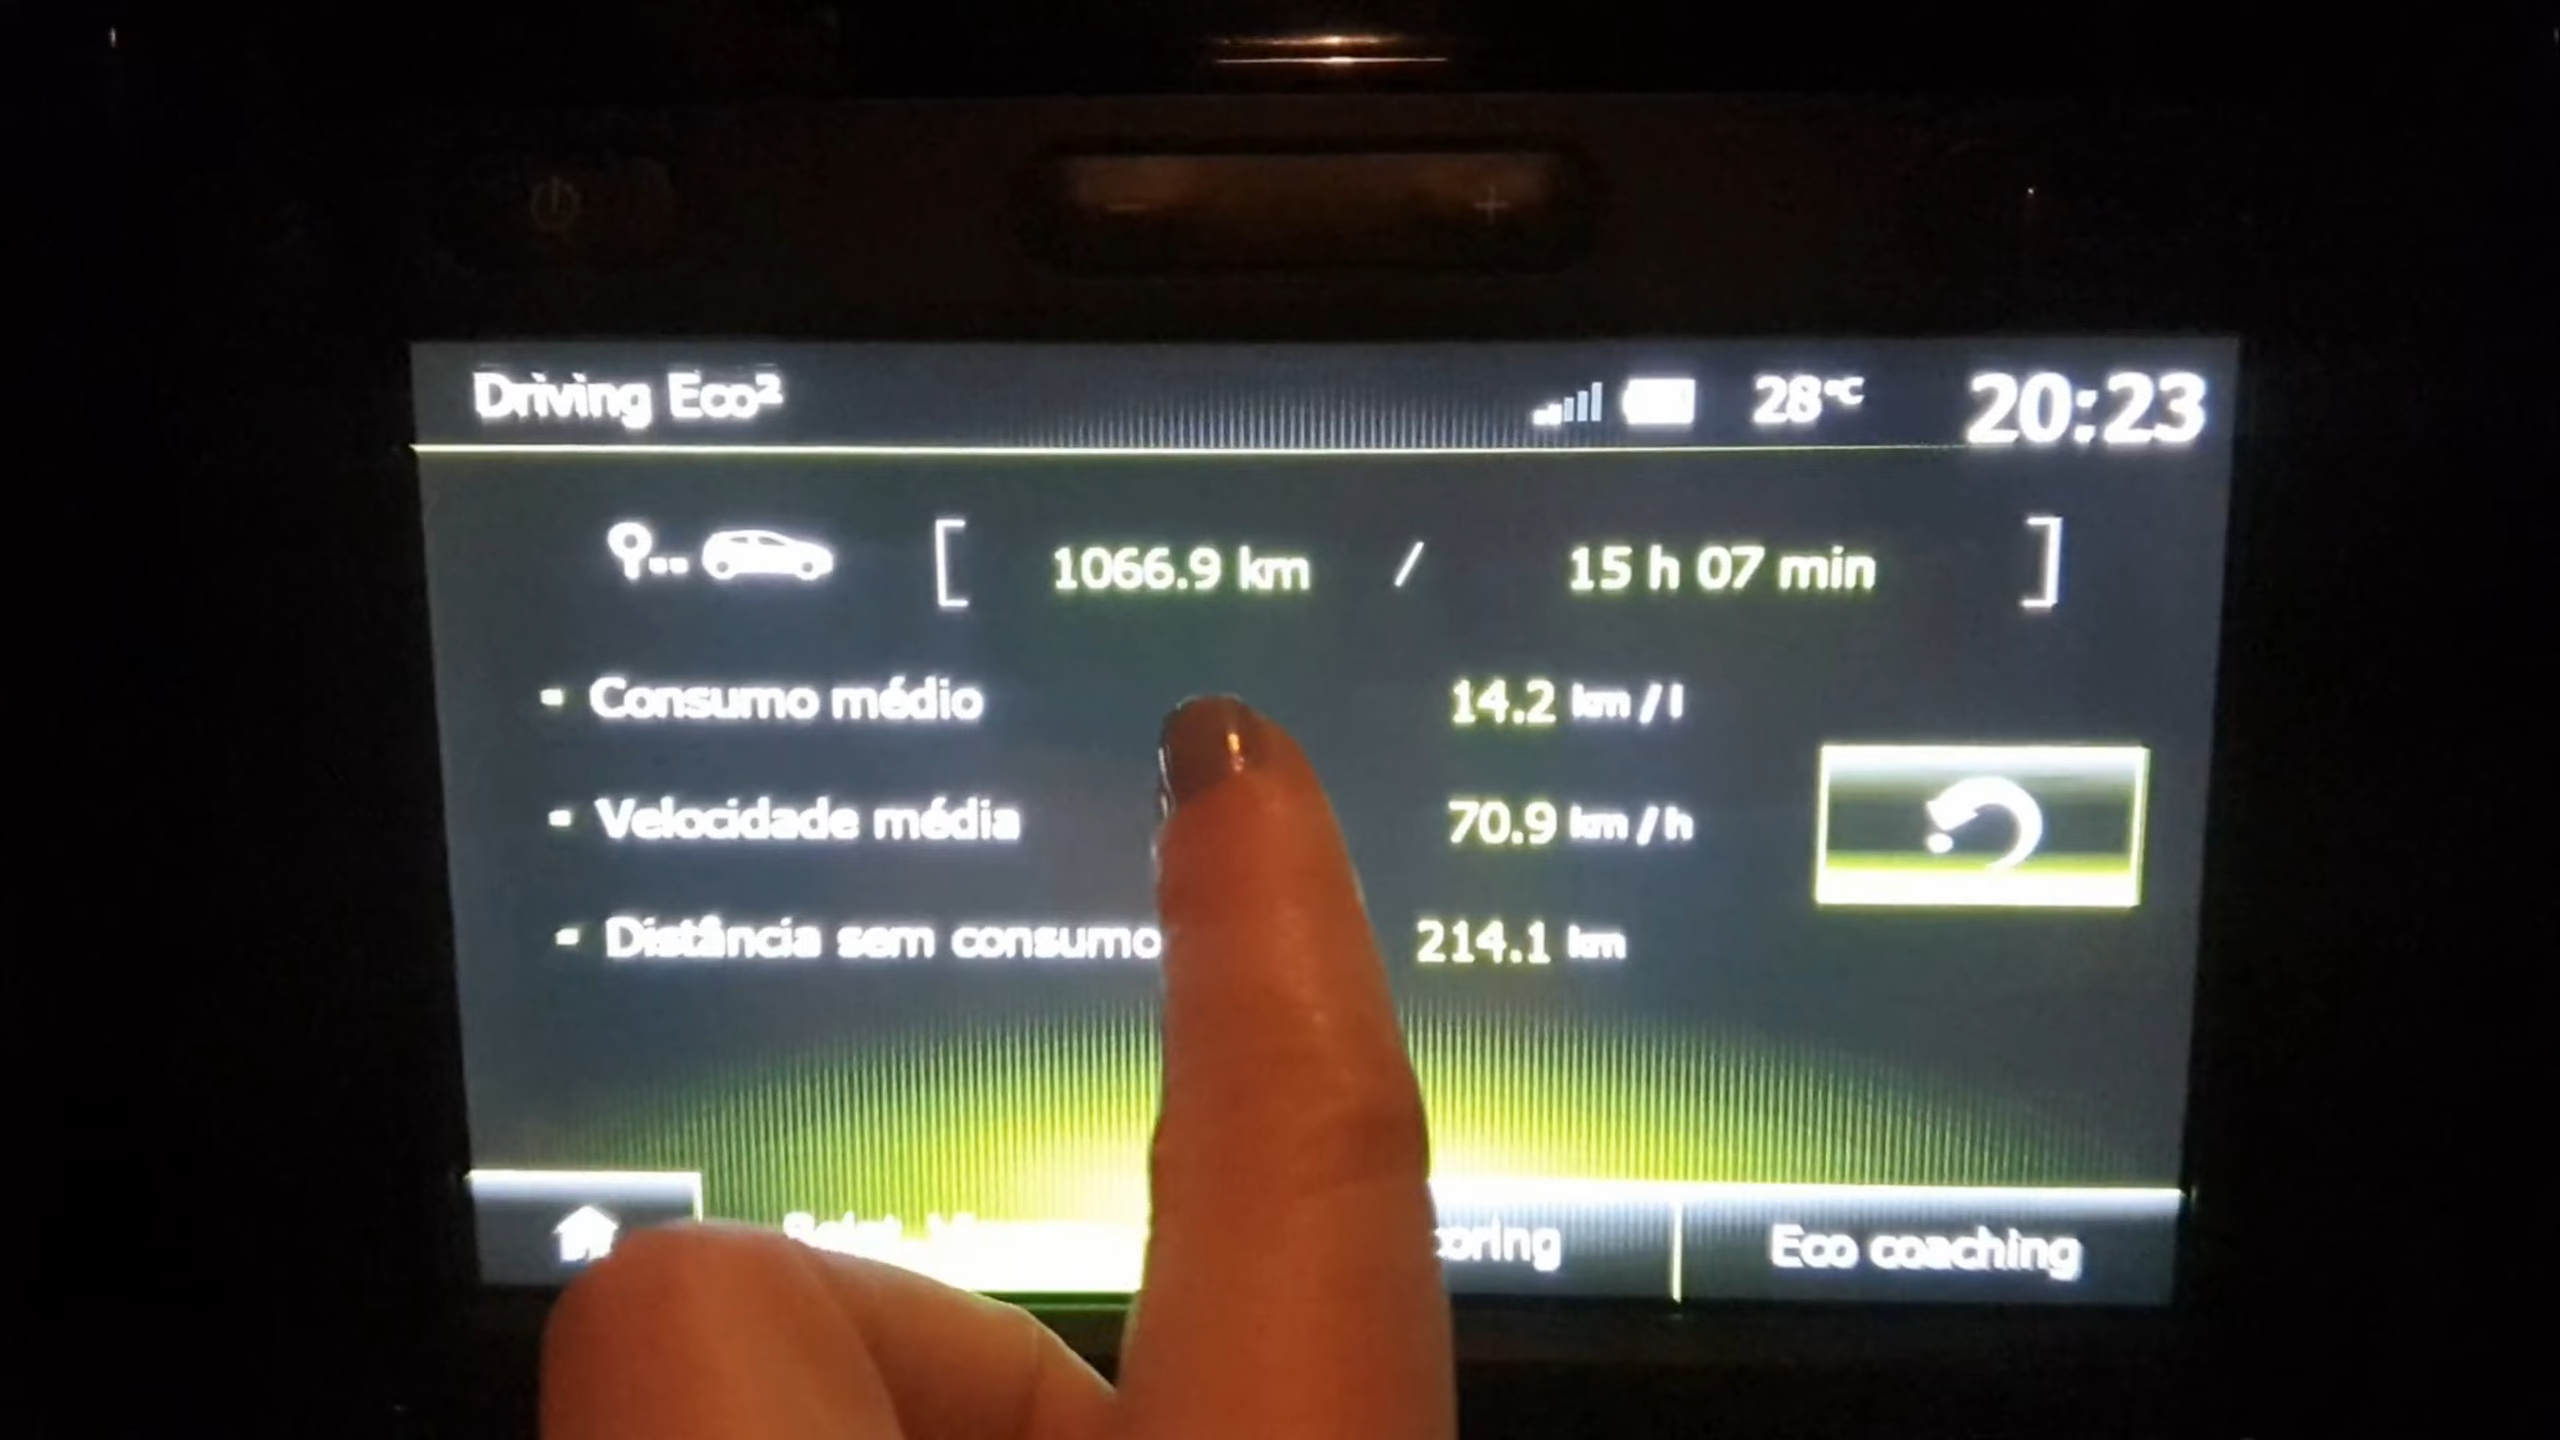 Driving Eco² 28°C 20:23
[ 1066.9 km / 15 h 07 min ]
- Consumo médio 14.2 km/l
- Velocidade média 70.9 km/h
- Distância sem consumo 214.1 km
Eco coaching